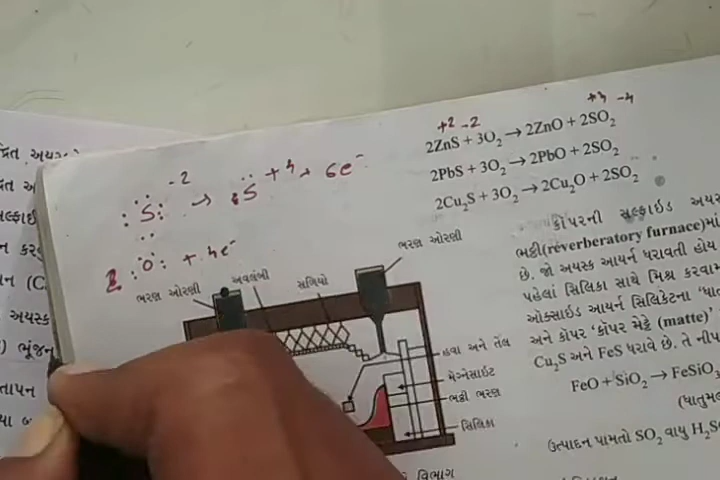 :S: -2 → :S +4 + 6e⁻
2 :O: + 4e⁻
+2 -2 +4 -4
2ZnS + 3O₂ → 2ZnO + 2SO₂
2PbS + 3O₂ → 2PbO + 2SO₂
2Cu₂S + 3O₂ → 2Cu₂O + 2SO₂
કૉપરની સલ્ફાઇડ અયસ્
ભઠ્ઠી (reverberatory furnace)માં
છે. જો અયસ્ક આયર્ન ધરાવતી હોય
પહેલાં સિલિકા સાથે મિશ્ર કરવામ
ઑક્સાઇડ આયર્ન સિલિકેટના 'ધાત
અને કૉપર 'કૉપર મેટ્ટે (matte)'
Cu₂S અને FeS ધરાવે છે. તે નીપ
FeO + SiO₂ → FeSiO₃
(ધાતુમલ
ઉત્પાદન પામતો SO₂ વાયુ H₂S
ભરણ ઓરણી
અવલંબી
સળિયો
ભરણ ઓરણી
હવા અને તેલ
મેગ્નેસાઇટ
ભઠ્ઠી ભરણ
સિલિકા
વિભાગ